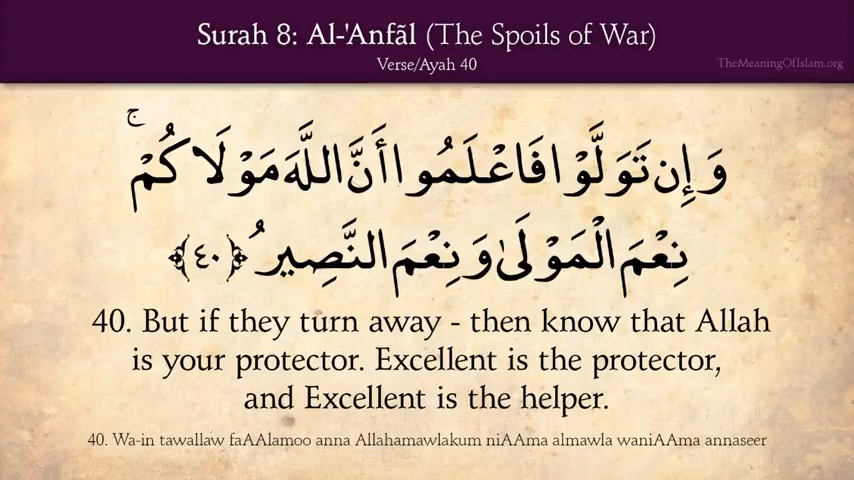 Surah 8: Al-'Anfãl (The Spoils of War)
Verse/Ayah 40
TheMeaningOfIslam.org
وَإِن تَوَلَّوْا فَاعْلَمُوا أَنَّ اللَّهَ مَوْلَاكُمْ ۚ
نِعْمَ الْمَوْلَىٰ وَنِعْمَ النَّصِيرُ ﴿٤٠﴾
40. But if they turn away - then know that Allah
is your protector. Excellent is the protector,
and Excellent is the helper.
40. Wa-in tawallaw faAAlamoo anna Allahamawlakum niAAma almawla waniAAma annaseer